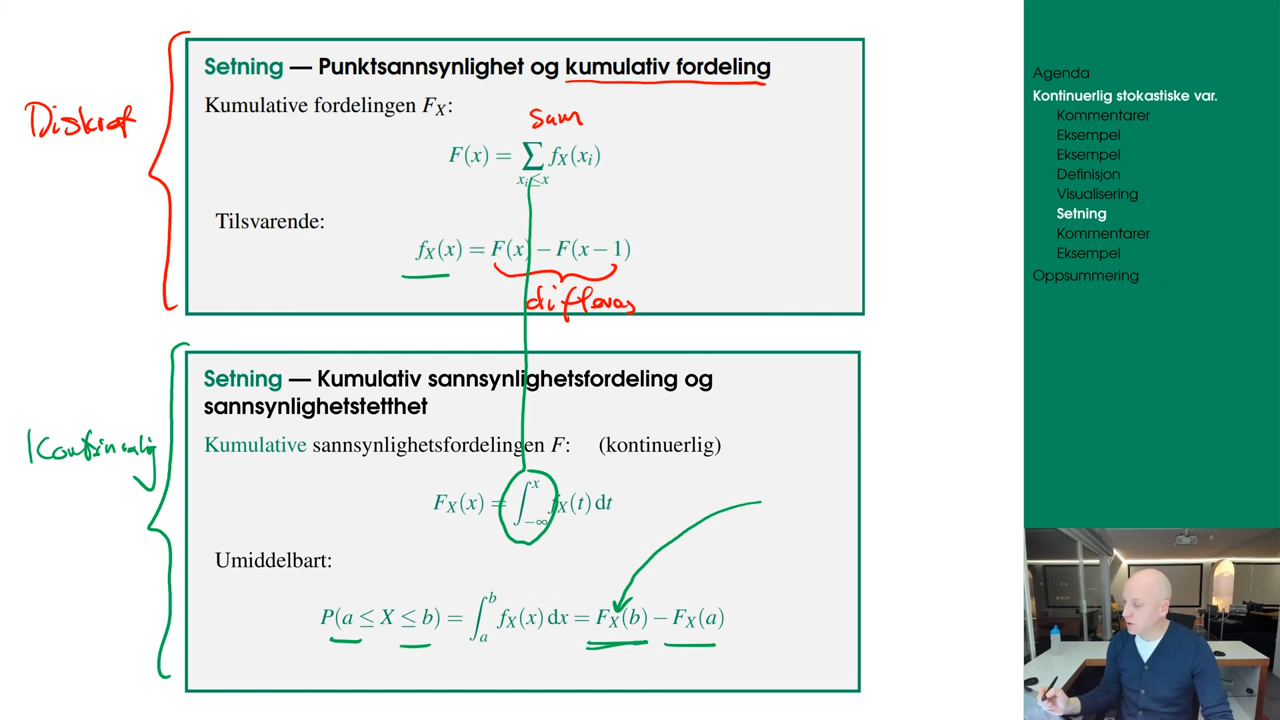 Setning — Punktsannsynlighet og kumulativ fordeling
Kumulative fordelingen F_X:
Diskret
sum
F(x) = ∑_{x_i≤x} f_X(x_i)
Tilsvarende:
f_X(x) = F(x) − F(x − 1)
Setning — Kumulativ sannsynlighetsfordeling og
sannsynlighetstetthet
Kontinuerlig
Kumulative sannsynlighetsfordelingen F: (kontinuerlig)
F_X(x) = ∫_{−∞}^{x} f_X(t) dt
Umiddelbart:
P(a ≤ X ≤ b) = ∫_a^b f_X(x) dx = F_X(b) − F_X(a)
Agenda
Kontinuerlig stokastiske var.
Kommentarer
Eksempel
Eksempel
Definisjon
Visualisering
Setning
Kommentarer
Eksempel
Oppsummering